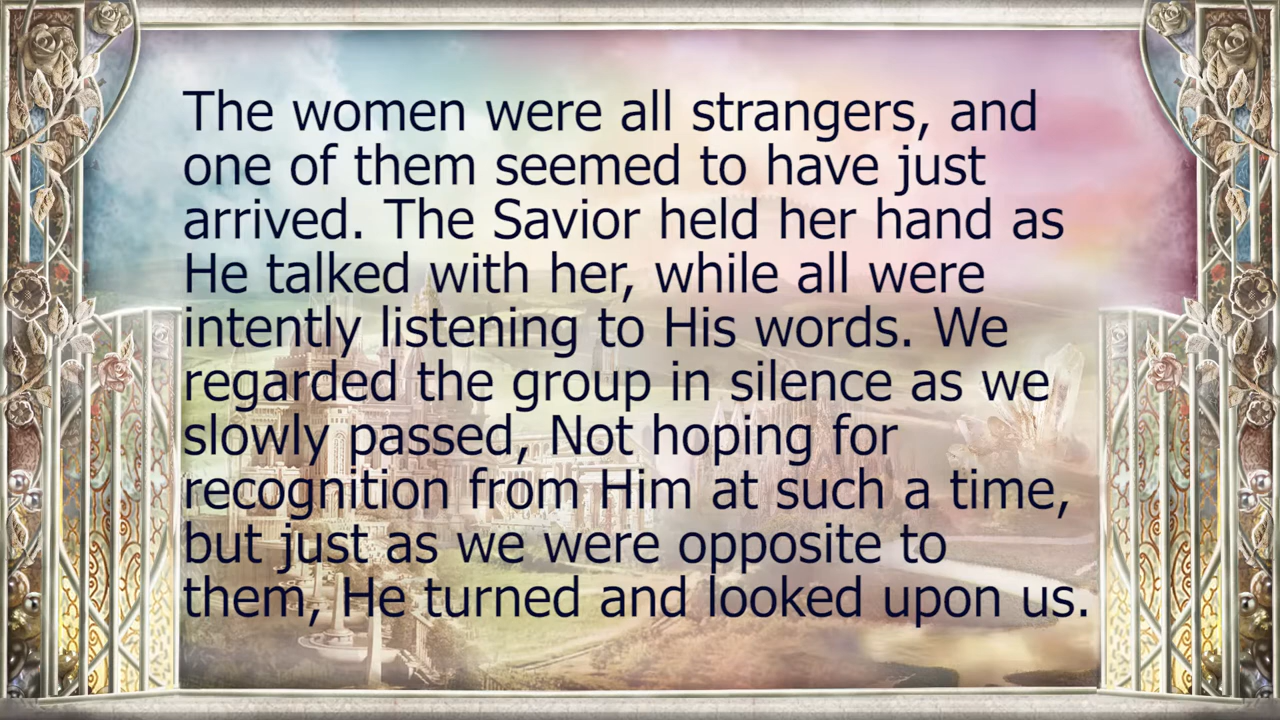 The women were all strangers, and
one of them seemed to have just
arrived. The Savior held her hand as
He talked with her, while all were
intently listening to His words. We
regarded the group in silence as we
slowly passed, Not hoping for
recognition from Him at such a time,
but just as we were opposite to
them, He turned and looked upon us.